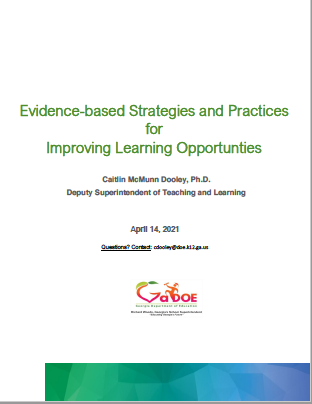 Evidence-based Strategies and Practices
for
Improving Learning Opportunties
Caitlin McMunn Dooley, Ph.D.
Deputy Superintendent of Teaching and Learning
April 14, 2021
Questions? Contact: cdooley@doe.k12.ga.us
GaDOE
Georgia Department of Education
Richard Woods, Georgia's School Superintendent
"Educating Georgia's Future"